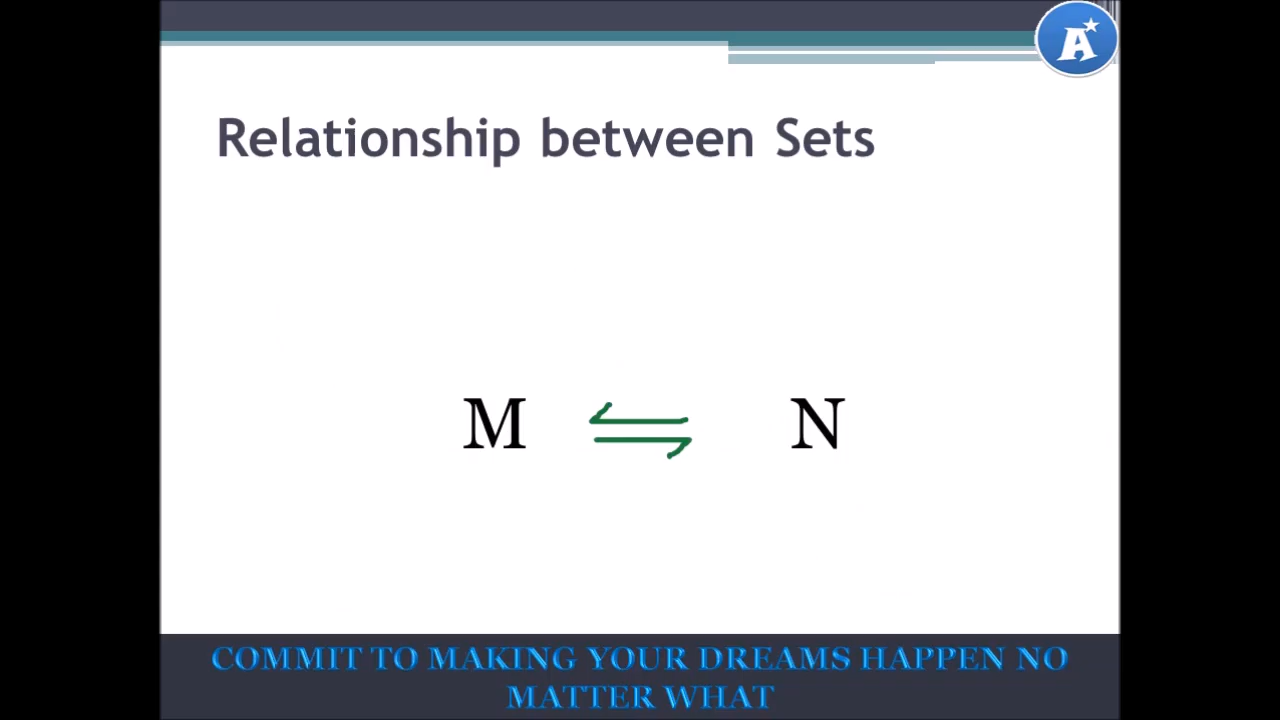 A
Relationship between Sets
M ⇌ N
COMMIT TO MAKING YOUR DREAMS HAPPEN NO
MATTER WHAT